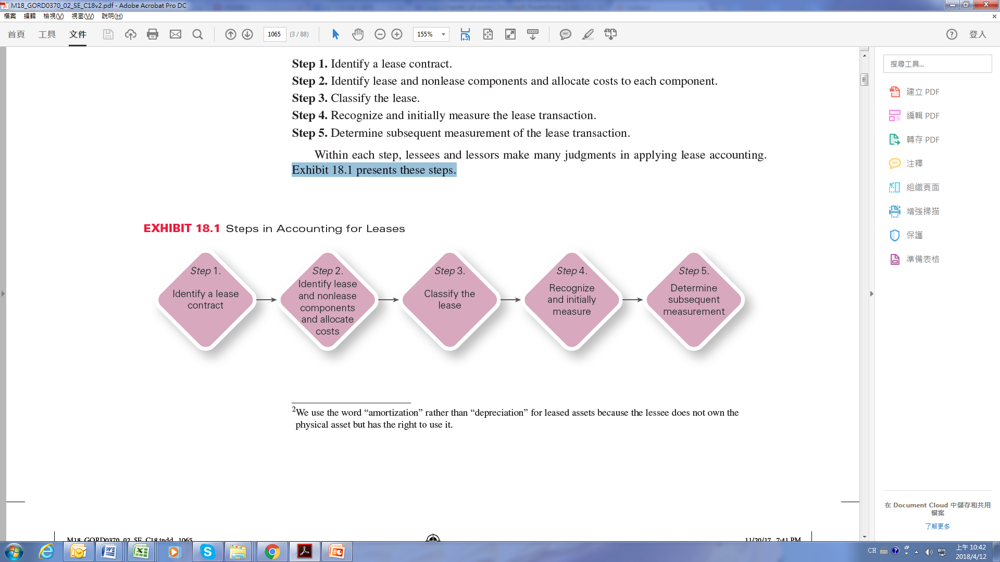 M18_GORD0370_02_SE_C18v2.pdf - Adobe Acrobat Pro DC
檔案 編輯 檢視(V) 視窗(W) 說明(H)
首頁 工具 文件 1065 (3 / 88) 155% 登入
Step 1. Identify a lease contract.
Step 2. Identify lease and nonlease components and allocate costs to each component.
Step 3. Classify the lease.
Step 4. Recognize and initially measure the lease transaction.
Step 5. Determine subsequent measurement of the lease transaction.
Within each step, lessees and lessors make many judgments in applying lease accounting.
Exhibit 18.1 presents these steps.
EXHIBIT 18.1 Steps in Accounting for Leases
Step 1.
Identify a lease
contract
Step 2.
Identify lease
and nonlease
components
and allocate
costs
Step 3.
Classify the
lease
Step 4.
Recognize
and initially
measure
Step 5.
Determine
subsequent
measurement
2We use the word “amortization” rather than “depreciation” for leased assets because the lessee does not own the
physical asset but has the right to use it.
M18_GORD0370_02_SE_C18.indd 1065
11/20/17 7:41 PM
搜尋工具...
建立 PDF
編輯 PDF
轉存 PDF
注釋
組織頁面
增強掃描
保護
準備表格
在 Document Cloud 中儲存和共用
檔案
了解更多
CH
上午 10:42
2018/4/12